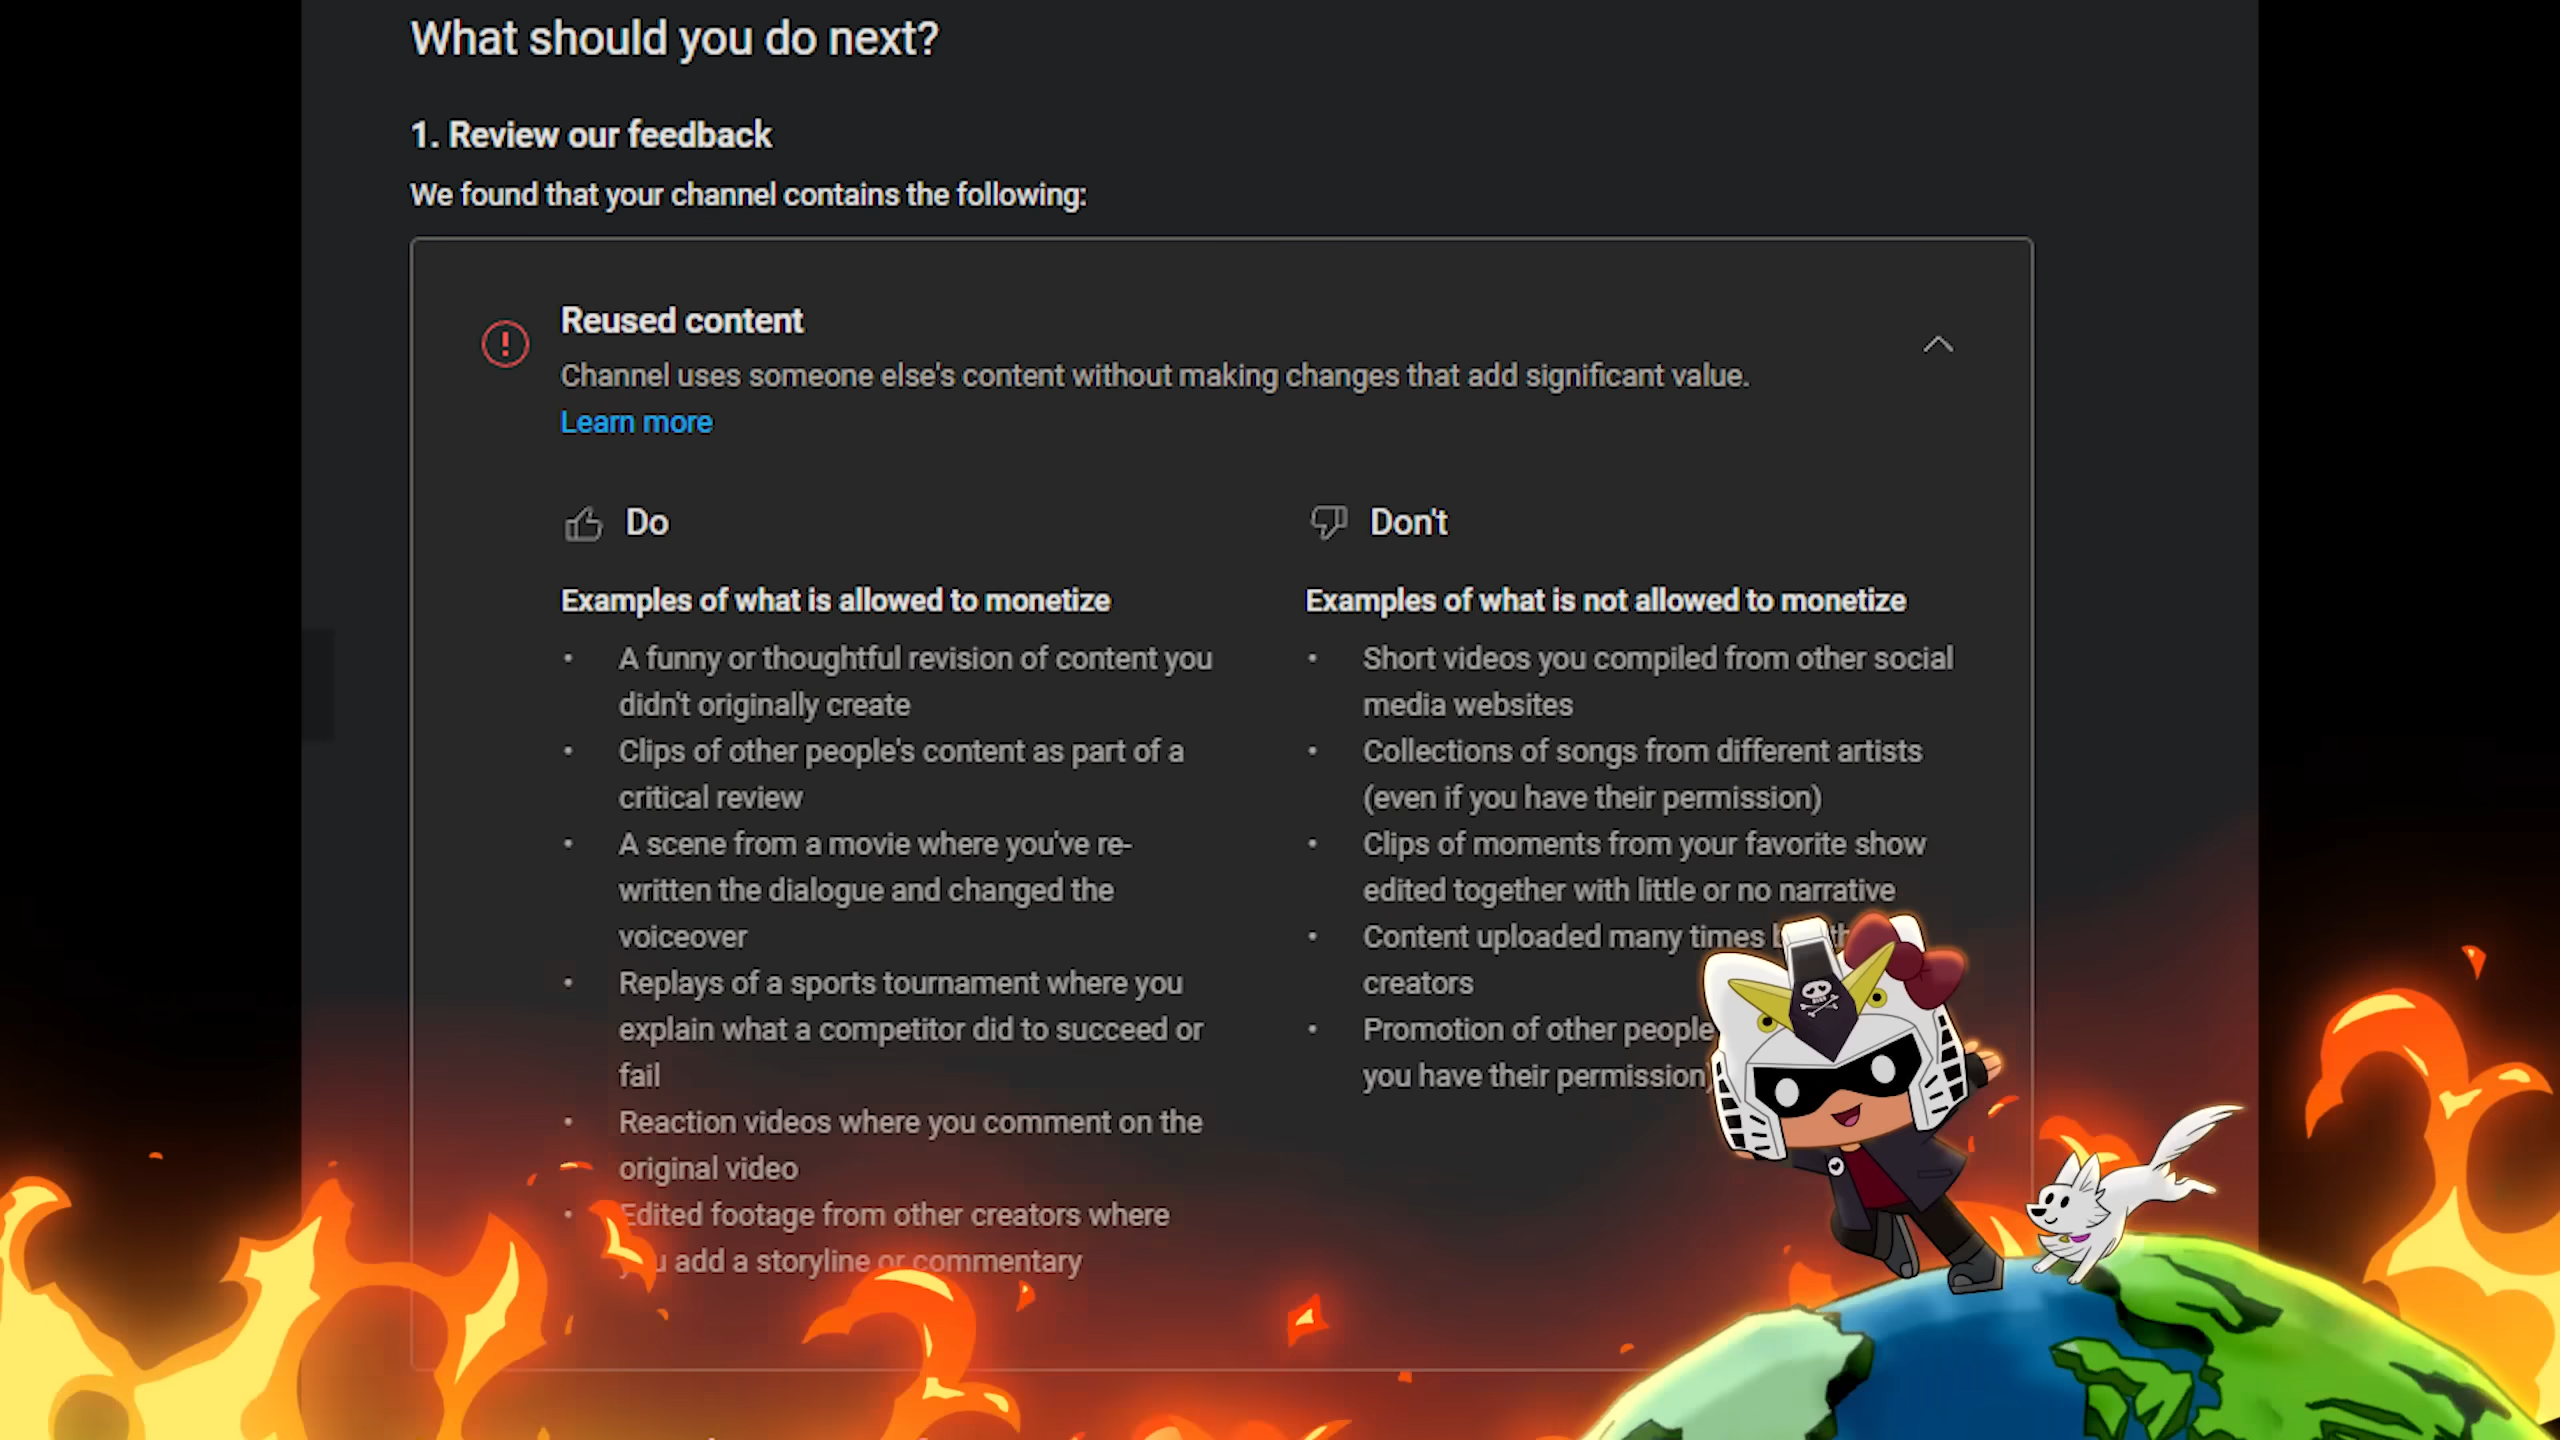 What should you do next?
1. Review our feedback
We found that your channel contains the following:
Reused content
Channel uses someone else's content without making changes that add significant value.
Learn more
Do
Examples of what is allowed to monetize
• A funny or thoughtful revision of content you
didn't originally create
• Clips of other people's content as part of a
critical review
• A scene from a movie where you've re-
written the dialogue and changed the
voiceover
• Replays of a sports tournament where you
explain what a competitor did to succeed or
fail
• Reaction videos where you comment on the
original video
• Edited footage from other creators where
add a storyline or commentary
Don't
Examples of what is not allowed to monetize
• Short videos you compiled from other social
media websites
• Collections of songs from different artists
(even if you have their permission)
• Clips of moments from your favorite show
edited together with little or no narrative
• Content uploaded many times
creators
• Promotion of other people
you have their permission)